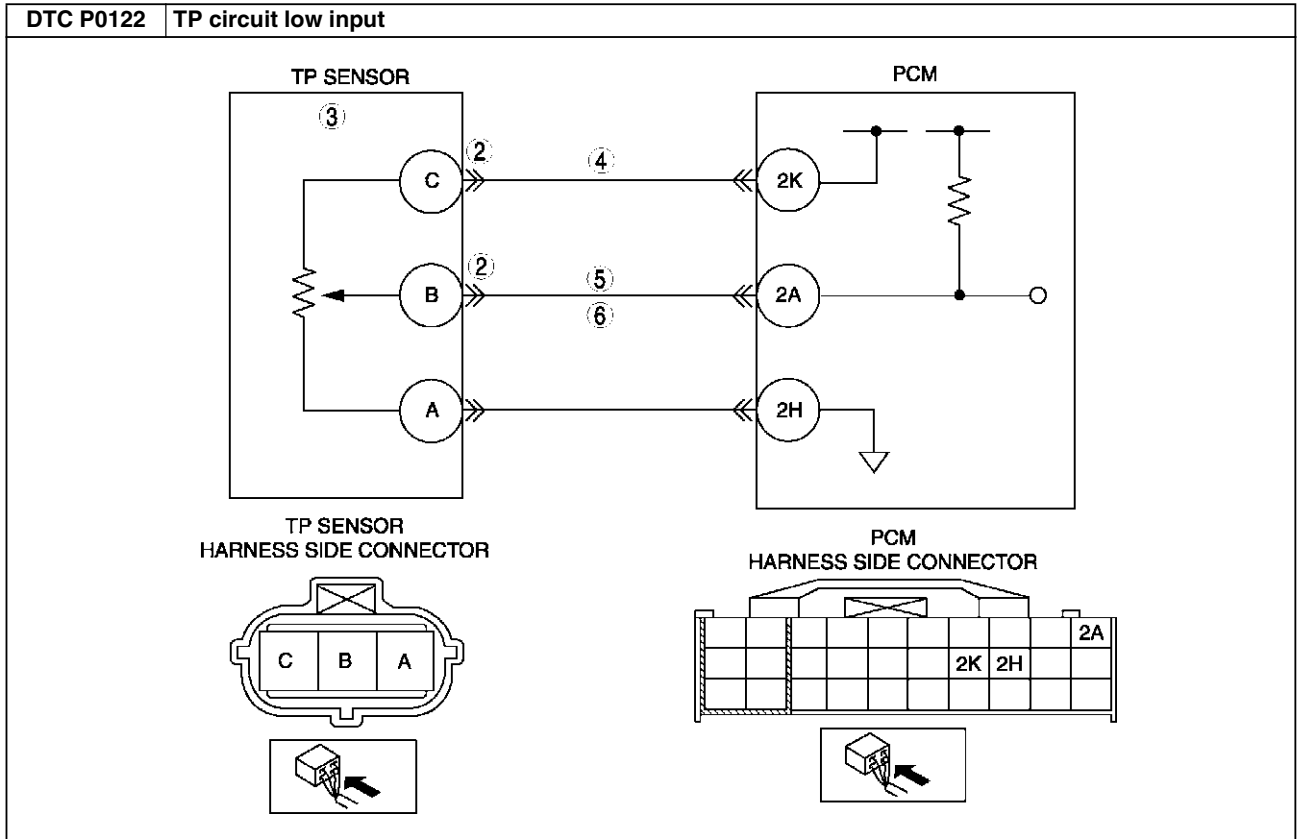 DTC P0122 TP circuit low input
TP SENSOR
PCM
③
C
②
④
2K
B
②
⑤
⑥
2A
A
2H
TP SENSOR
HARNESS SIDE CONNECTOR
PCM
HARNESS SIDE CONNECTOR
C B A
2A
2K 2H